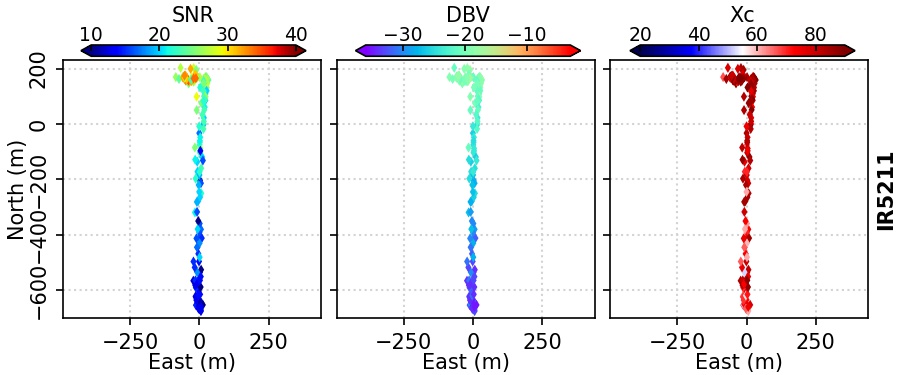 SNR DBV Xc
10 20 30 40 −30 −20 −10 20 40 60 80
200
0
−200
−400
−600
North (m)
−250 0 250 −250 0 250 −250 0 250
East (m) East (m) East (m)
IR5211